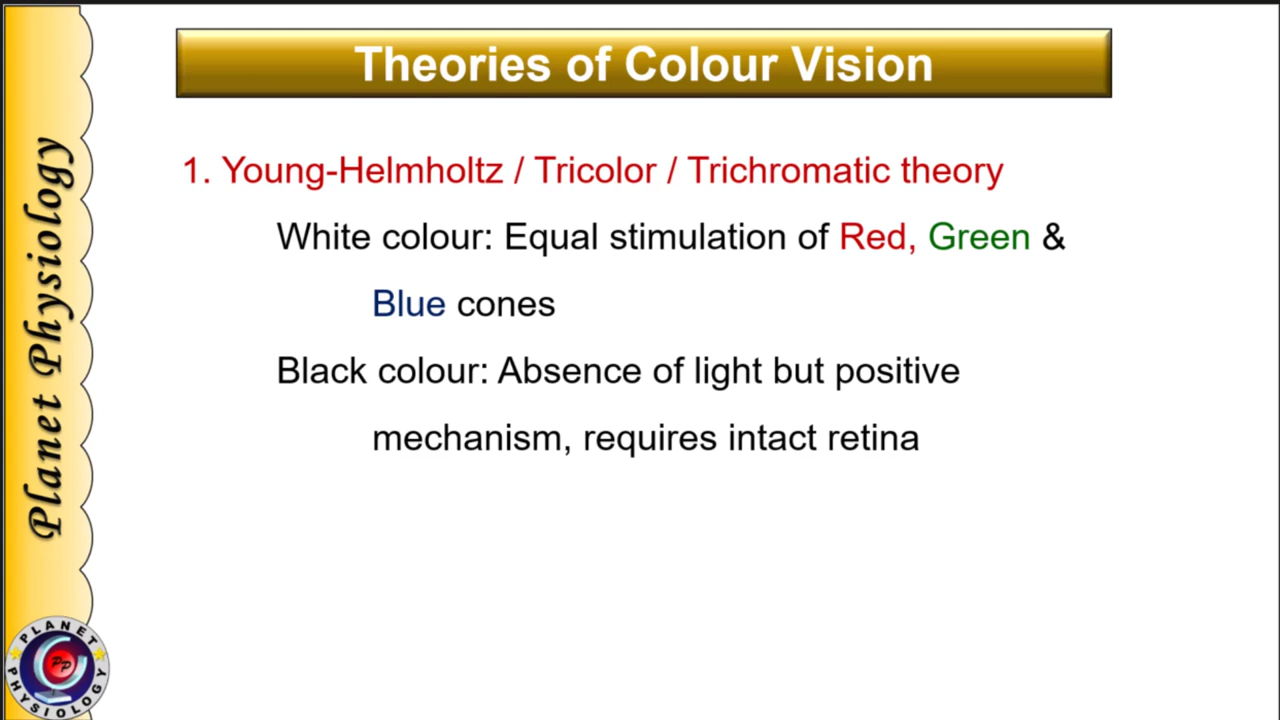 Theories of Colour Vision
1. Young-Helmholtz / Tricolor / Trichromatic theory
White colour: Equal stimulation of Red, Green &
Blue cones
Black colour: Absence of light but positive
mechanism, requires intact retina
Planet Physiology
PLANET
PP
PHYSIOLOGY